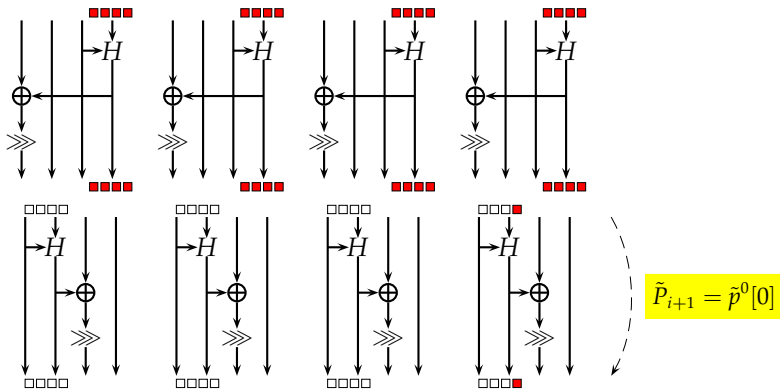 H H H H
⊕ ⊕ ⊕ ⊕
⋙ ⋙ ⋙ ⋙
H H H H
⊕ ⊕ ⊕ ⊕
⋙ ⋙ ⋙ ⋙
P̃_{i+1} = p̃^0[0]